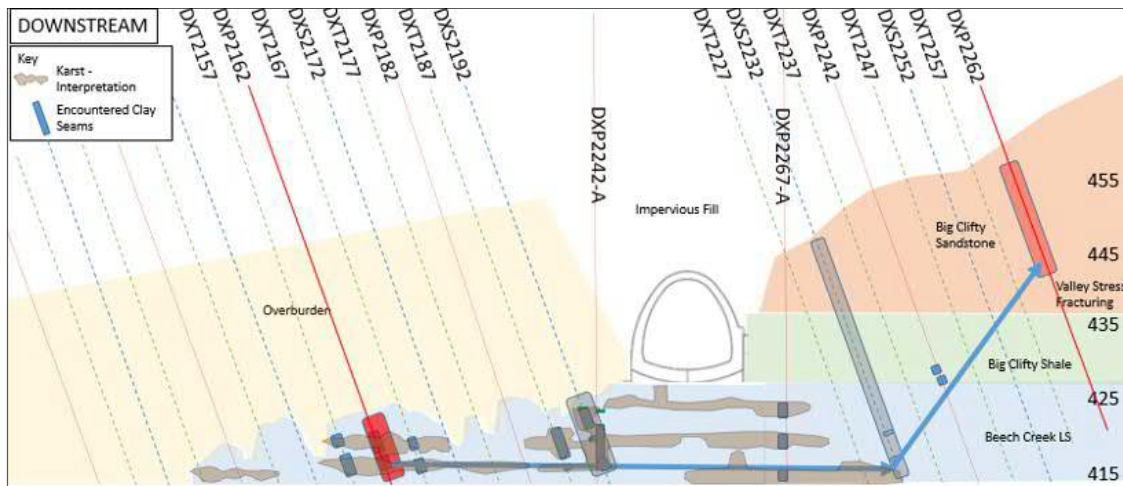 DOWNSTREAM
Key
Karst -
Interpretation
Encountered Clay
Seams
DXT2157
DXP2162
DXT2167
DXS2172
DXT2177
DXP2182
DXT2187
DXS2192
DXP2242-A
DXP2267-A
DXT2227
DXS2232
DXT2237
DXP2242
DXT2247
DXS2252
DXT2257
DXP2262
Impervious Fill
Overburden
Big Clifty
Sandstone
Valley Stress
Fracturing
Big Clifty Shale
Beech Creek LS
455
445
435
425
415